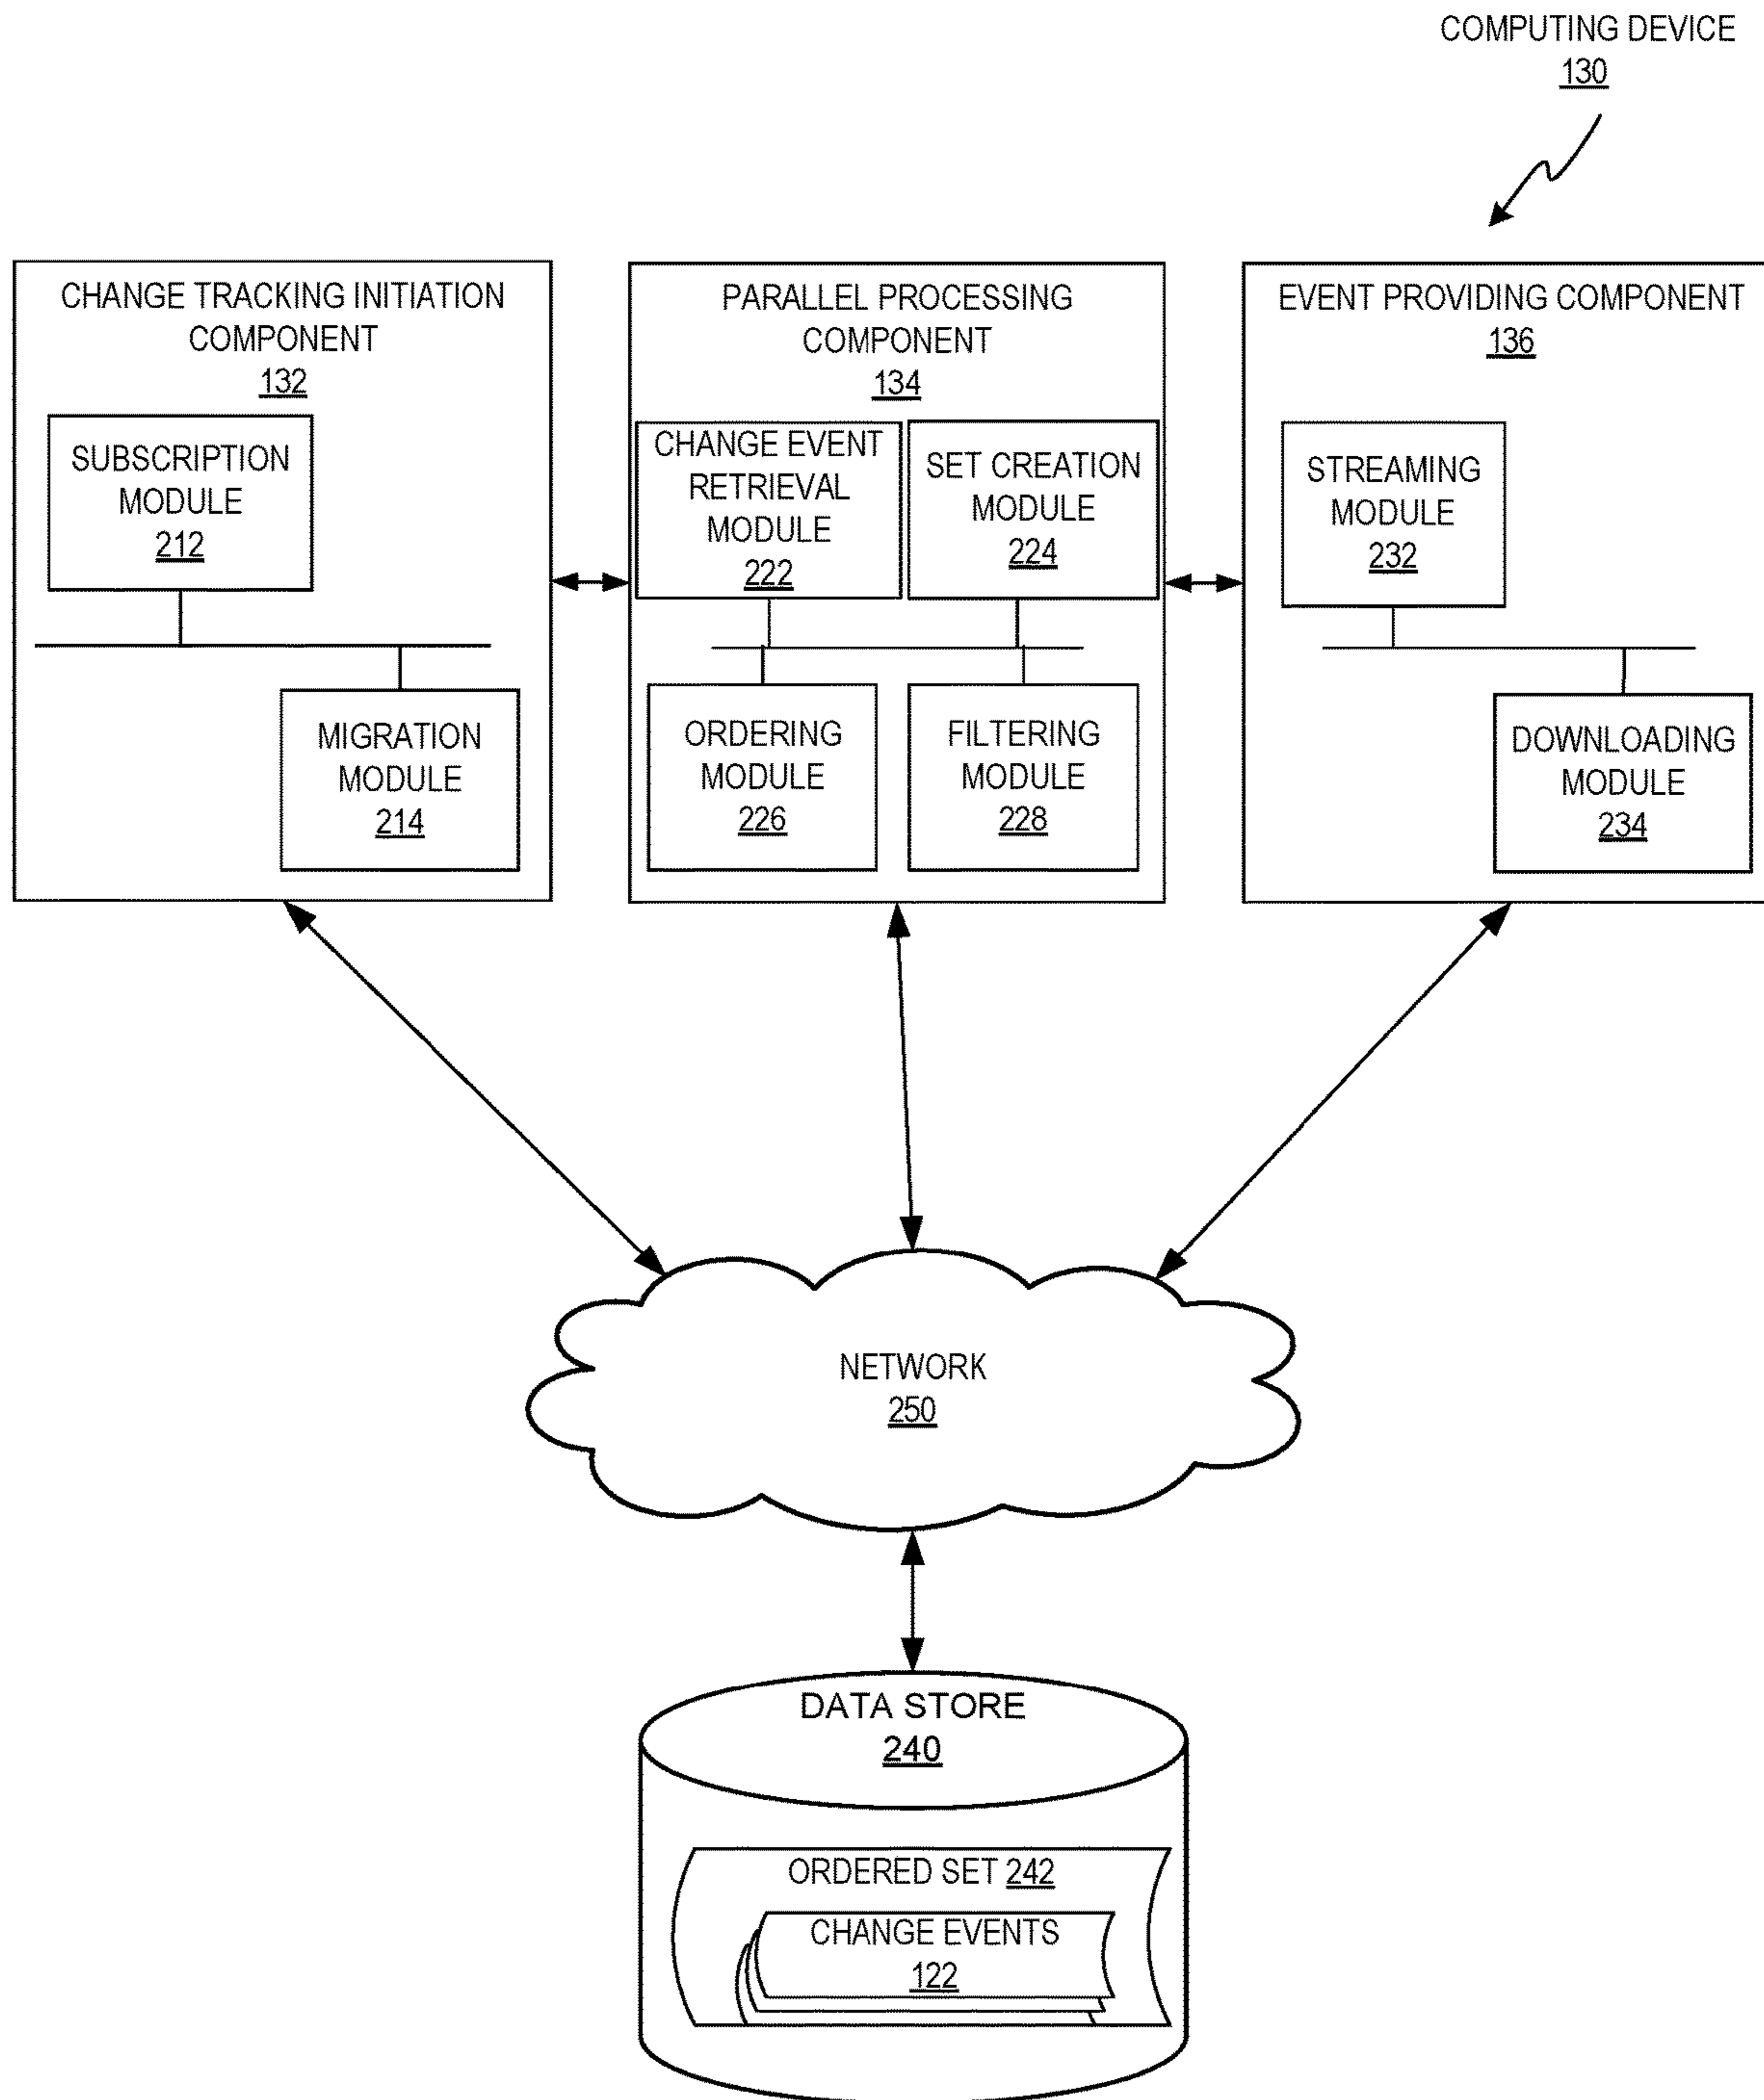 COMPUTING DEVICE
130
CHANGE TRACKING INITIATION
COMPONENT
132
SUBSCRIPTION
MODULE
212
MIGRATION
MODULE
214
PARALLEL PROCESSING
COMPONENT
134
CHANGE EVENT
RETRIEVAL
MODULE
222
SET CREATION
MODULE
224
ORDERING
MODULE
226
FILTERING
MODULE
228
EVENT PROVIDING COMPONENT
136
STREAMING
MODULE
232
DOWNLOADING
MODULE
234
NETWORK
250
DATA STORE
240
ORDERED SET 242
CHANGE EVENTS
122